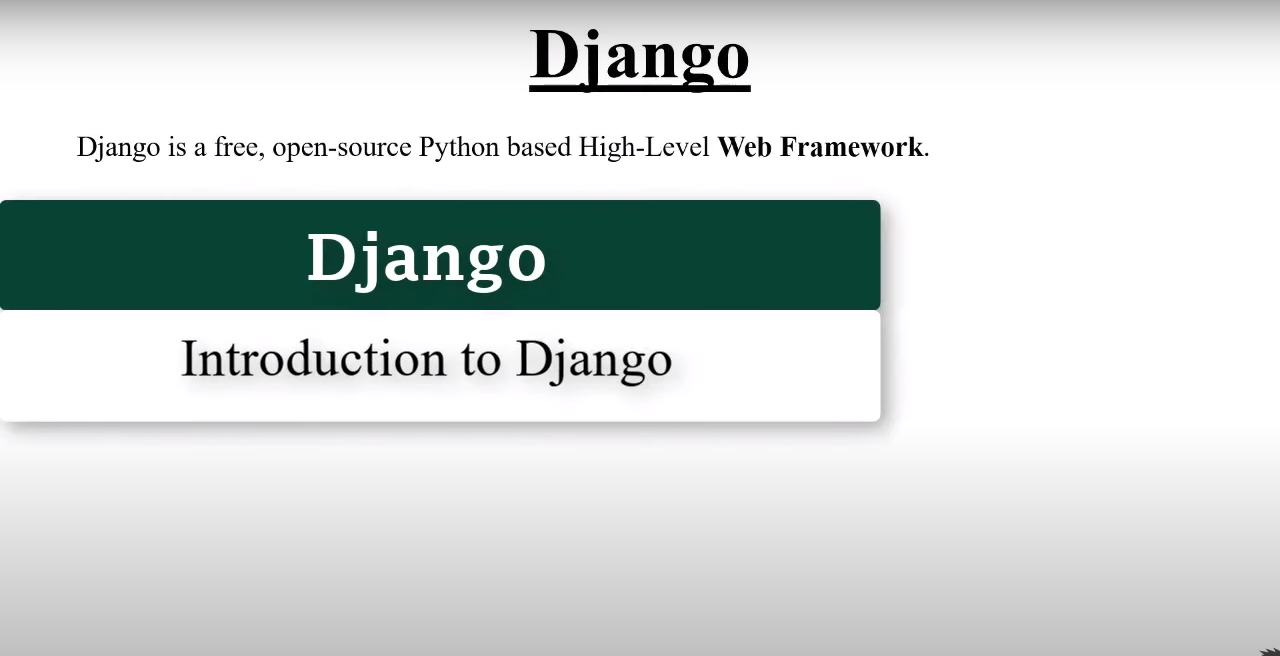 Django
Django is a free, open-source Python based High-Level Web Framework.
Django
Introduction to Django